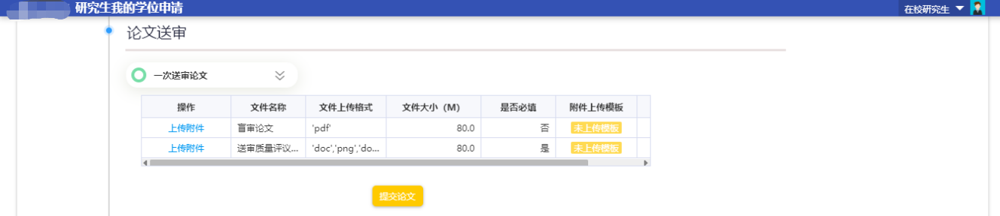 研究生我的学位申请 在校研究生
论文送审
一次送审论文
操作 文件名称 文件上传格式 文件大小（M） 是否必填 附件上传模板
上传附件 盲审论文 'pdf' 80.0 否 未上传模板
上传附件 送审质量评议... 'doc','png','do... 80.0 是 未上传模板
提交论文